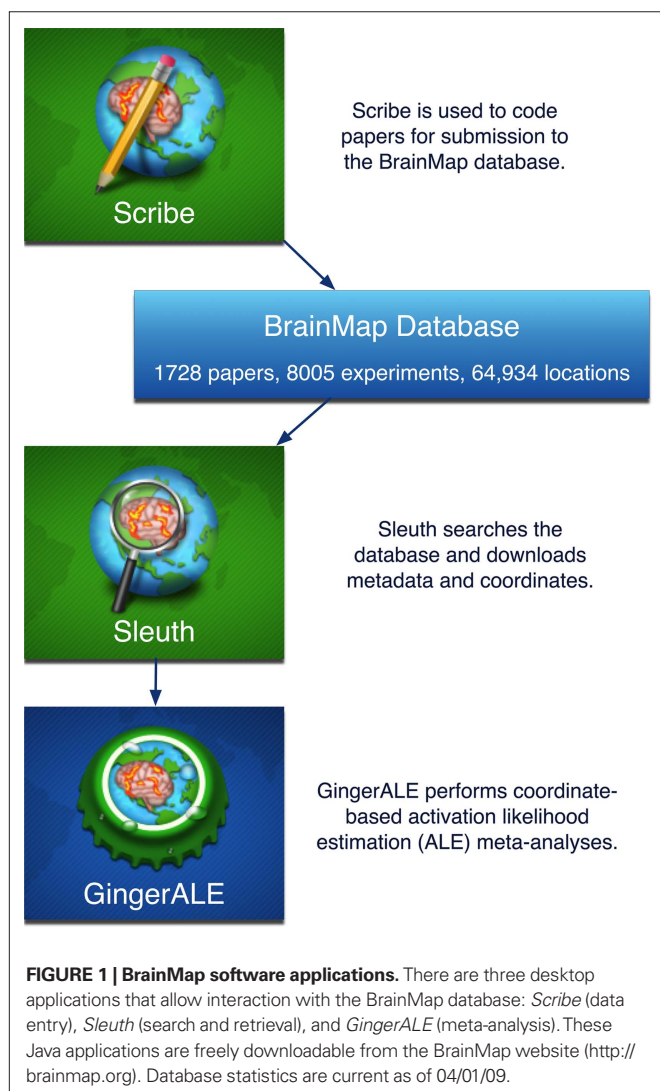 Scribe
Scribe is used to code
papers for submission to
the BrainMap database.
BrainMap Database
1728 papers, 8005 experiments, 64,934 locations
Sleuth
Sleuth searches the
database and downloads
metadata and coordinates.
GingerALE
GingerALE performs coordinate-
based activation likelihood
estimation (ALE) meta-analyses.
FIGURE 1 | BrainMap software applications. There are three desktop
applications that allow interaction with the BrainMap database: Scribe (data
entry), Sleuth (search and retrieval), and GingerALE (meta-analysis). These
Java applications are freely downloadable from the BrainMap website (http://
brainmap.org). Database statistics are current as of 04/01/09.